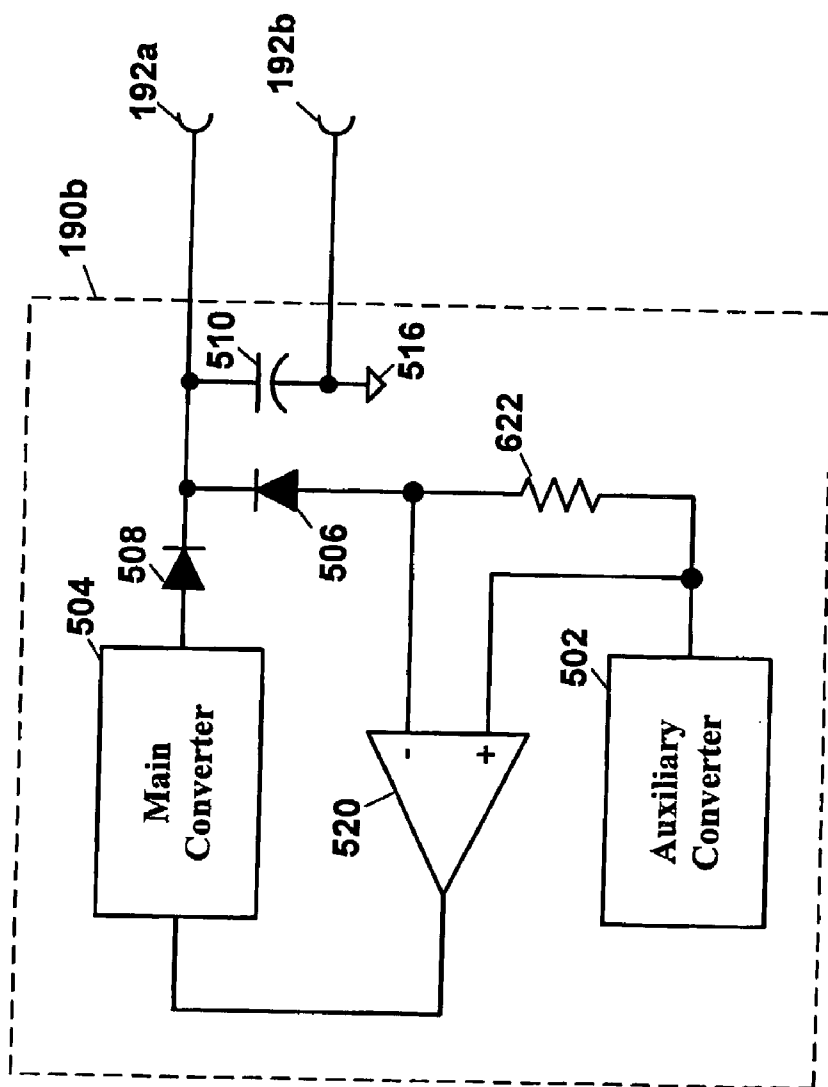 190b
192a
192b
504
Main
Converter
508
510
516
506
520
-
+
622
502
Auxiliary
Converter